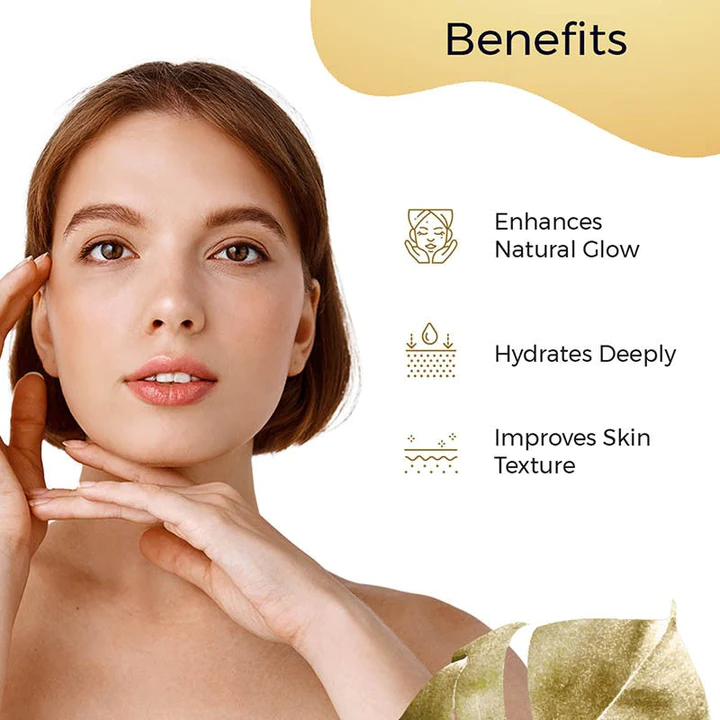 Benefits
Enhances
Natural Glow
Hydrates Deeply
Improves Skin
Texture